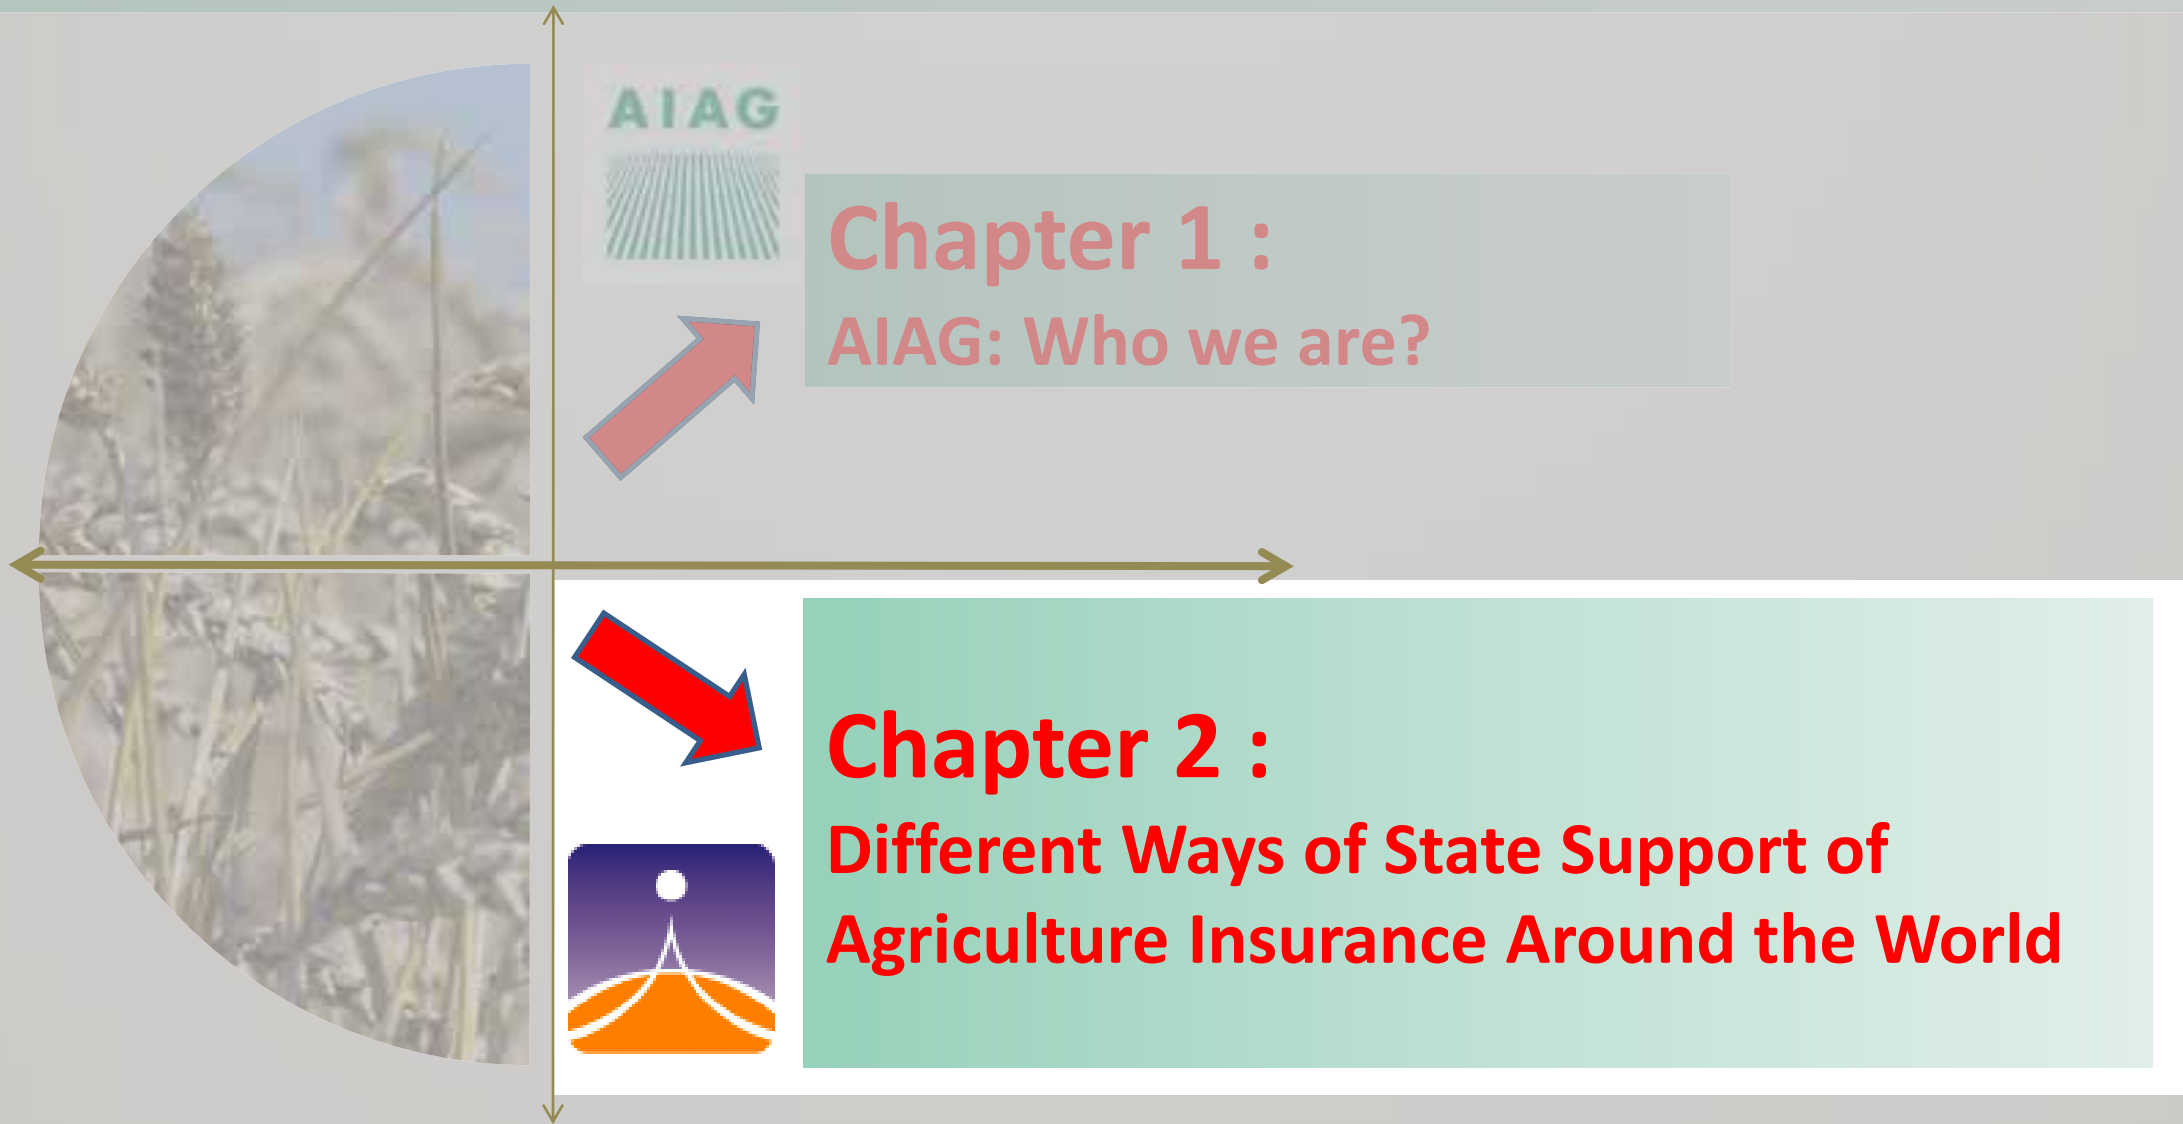 AIAG
Chapter 1 :
AIAG: Who we are?
Chapter 2 :
Different Ways of State Support of
Agriculture Insurance Around the World